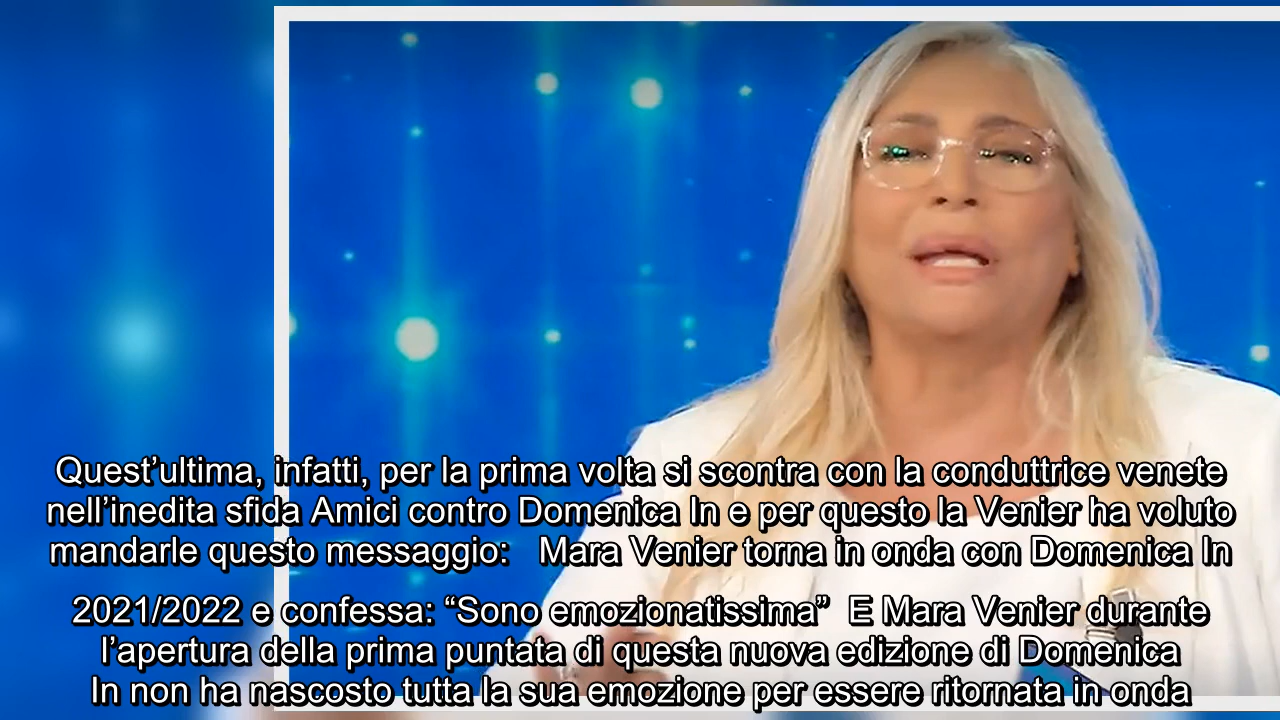 Quest’ultima, infatti, per la prima volta si scontra con la conduttrice venete
nell’inedita sfida Amici contro Domenica In e per questo la Venier ha voluto
mandarle questo messaggio:   Mara Venier torna in onda con Domenica In
2021/2022 e confessa: “Sono emozionatissima”  E Mara Venier durante
l’apertura della prima puntata di questa nuova edizione di Domenica
In non ha nascosto tutta la sua emozione per essere ritornata in onda